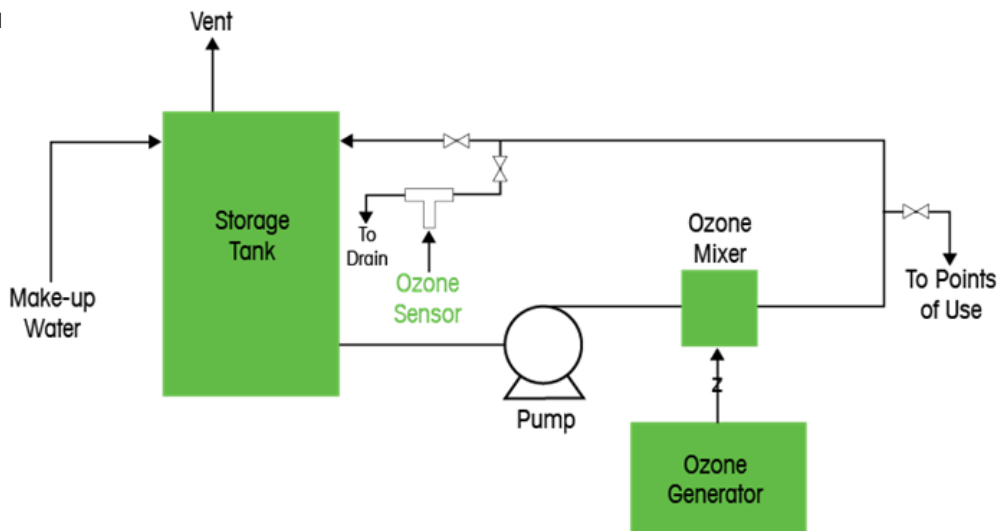 Vent
Storage
Tank
To
Drain
Ozone
Sensor
Make-up
Water
Ozone
Mixer
To Points
of Use
Pump
Z
Ozone
Generator